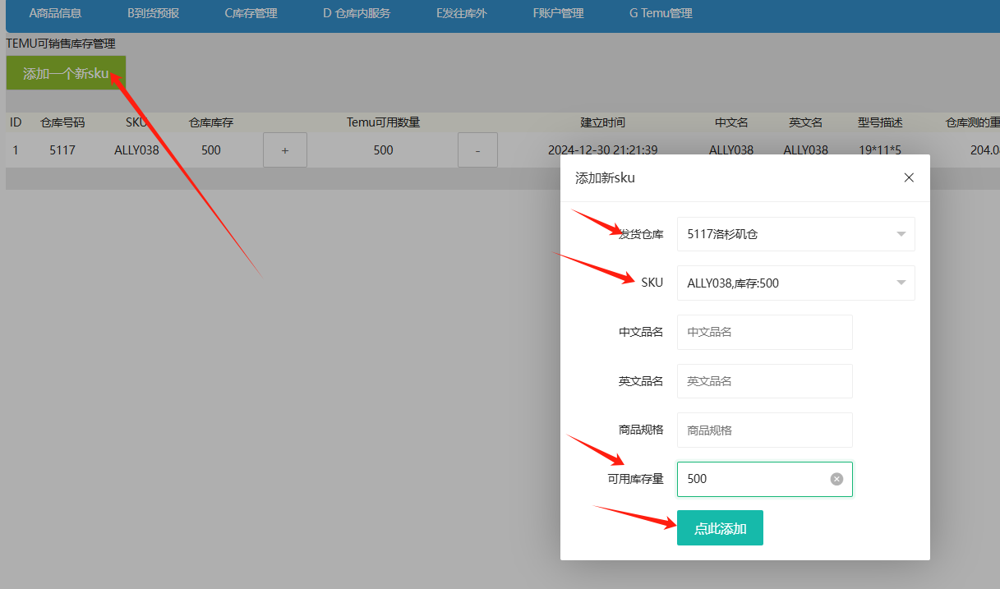 A商品信息 B到货预报 C库存管理 D 仓库内服务 E发往库外 F账户管理 G Temu管理
TEMU可销售库存管理
添加一个新sku
ID 仓库号码 SKU 仓库库存 Temu可用数量 建立时间 中文名 英文名 型号描述 仓库测的重
1 5117 ALLY038 500 + 500 - 2024-12-30 21:21:39 ALLY038 ALLY038 19*11*5 204.0
添加新sku
发货仓库 5117洛杉矶仓
SKU ALLY038,库存:500
中文品名 中文品名
英文品名 英文品名
商品规格 商品规格
可用库存量 500
点此添加